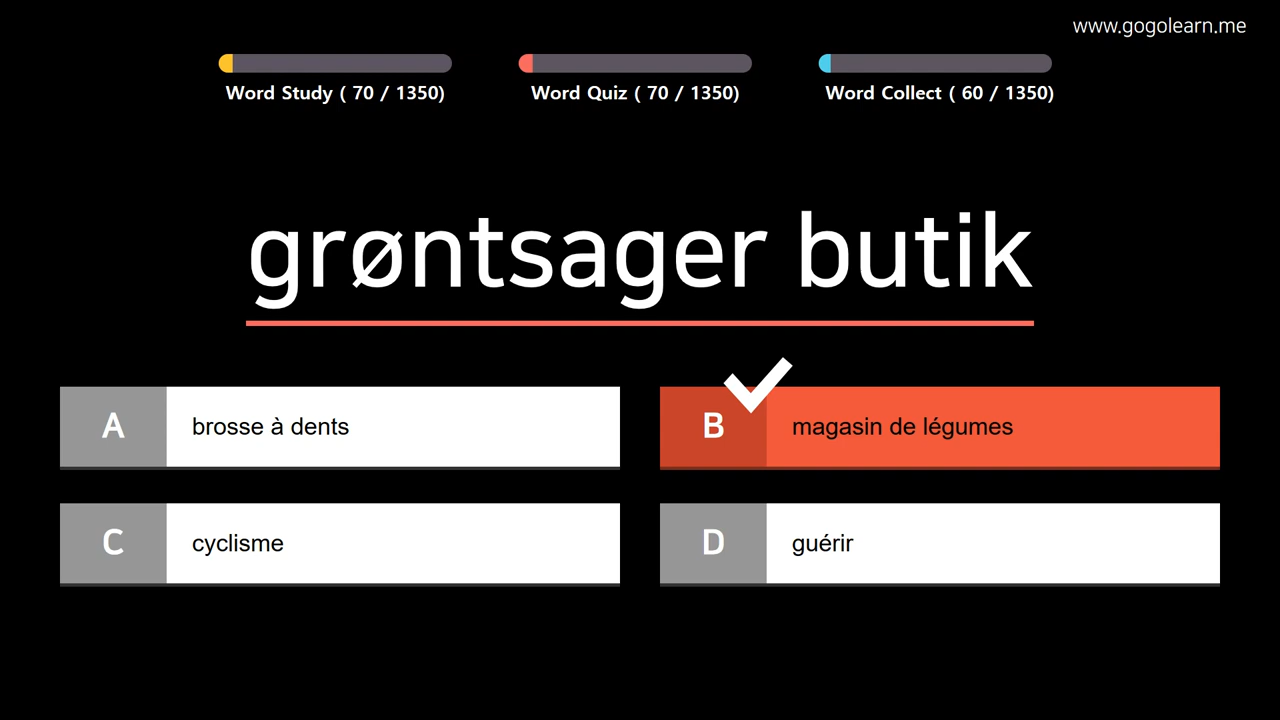 www.gogolearn.me
Word Study ( 70 / 1350)
Word Quiz ( 70 / 1350)
Word Collect ( 60 / 1350)
grøntsager butik
A
brosse à dents
B
magasin de légumes
C
cyclisme
D
guérir